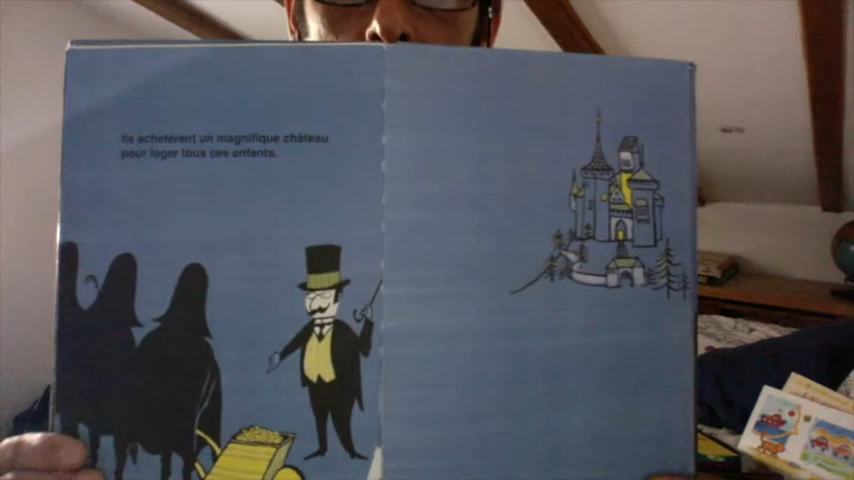 Ils achetèrent un magnifique château
pour loger tous ces enfants.